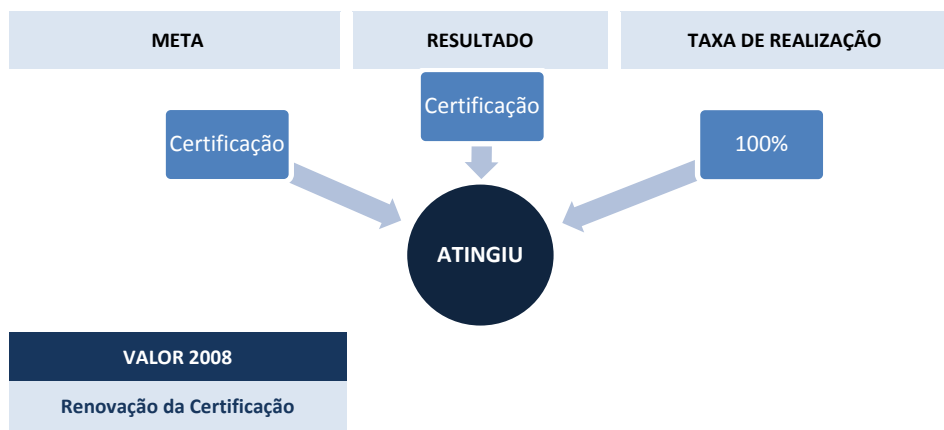 META
RESULTADO
TAXA DE REALIZAÇÃO
Certificação
Certificação
100%
ATINGIU
VALOR 2008
Renovação da Certificação